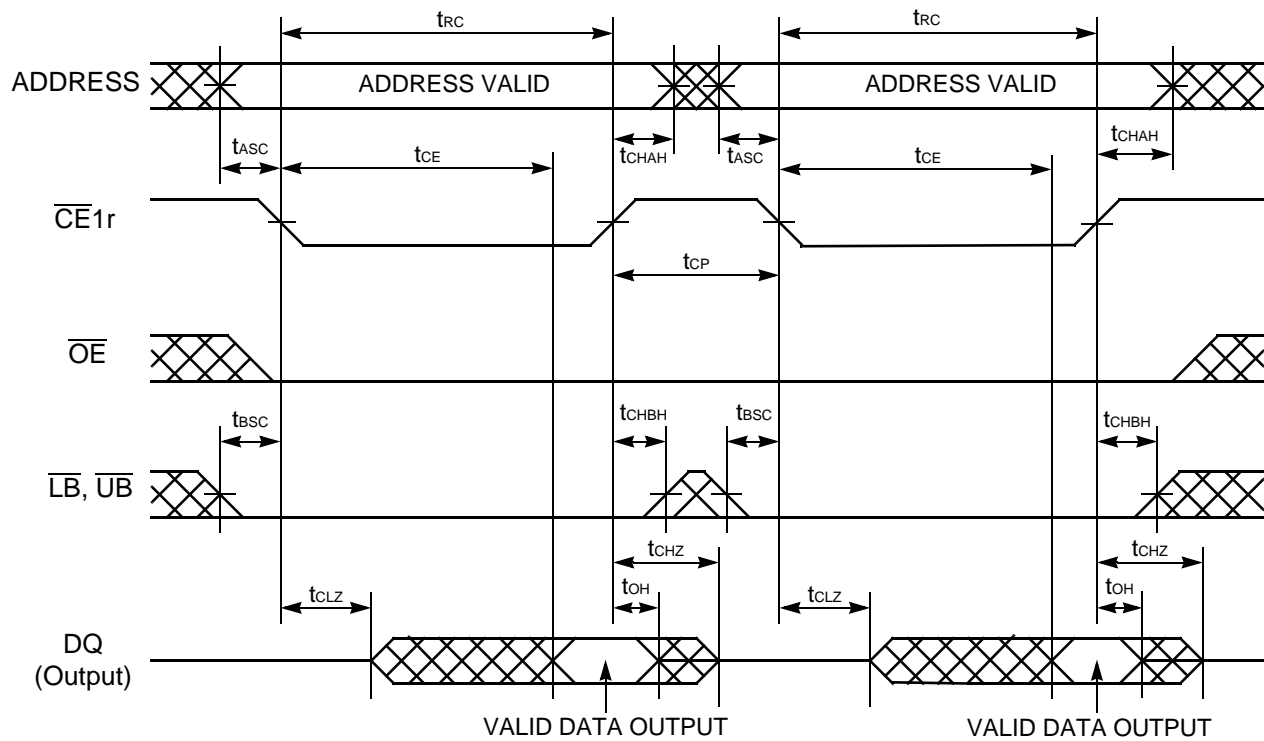 tRC tRC
ADDRESS ADDRESS VALID ADDRESS VALID
tASC tCE tCHAH tASC tCE tCHAH
CE1r
tCP
OE
tBSC tCHBH tBSC tCHBH
LB, UB
tCHZ tCHZ
tCLZ tOH tCLZ tOH
DQ
(Output)
VALID DATA OUTPUT VALID DATA OUTPUT